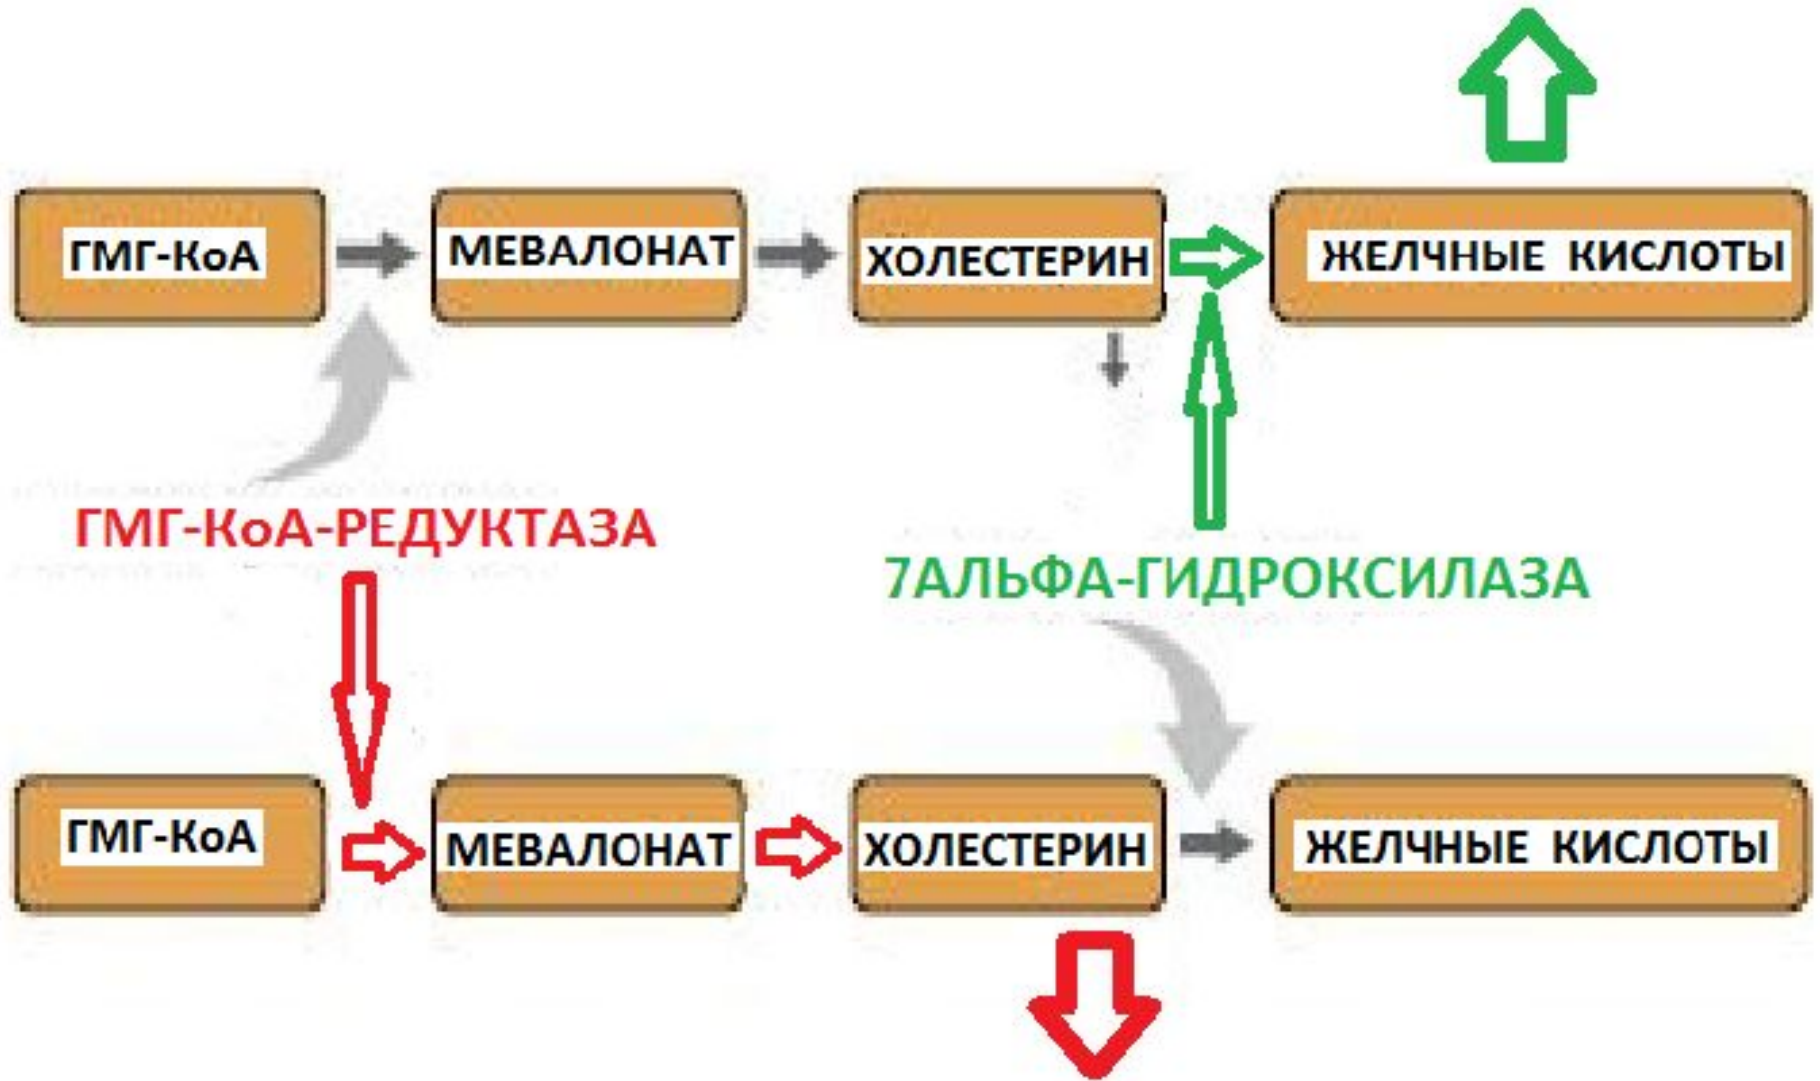 ГМГ-КоА
МЕВАЛОНАТ
ХОЛЕСТЕРИН
ЖЕЛЧНЫЕ КИСЛОТЫ
ГМГ-КоА-РЕДУКТАЗА
7АЛЬФА-ГИДРОКСИЛАЗА
ГМГ-КоА
МЕВАЛОНАТ
ХОЛЕСТЕРИН
ЖЕЛЧНЫЕ КИСЛОТЫ